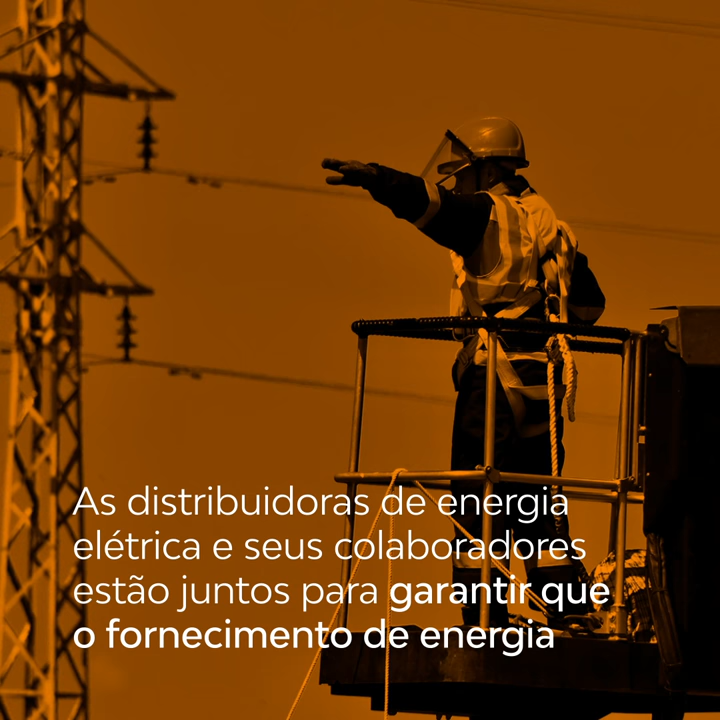 As distribuidoras de energia
elétrica e seus colaboradores
estão juntos para garantir que
o fornecimento de energia